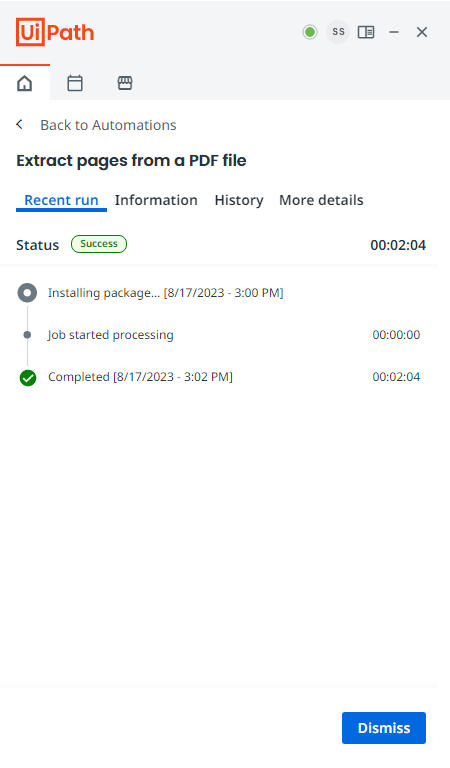 UiPath
SS
Back to Automations
Extract pages from a PDF file
Recent run Information History More details
Status Success 00:02:04
Installing package... [8/17/2023 - 3:00 PM]
Job started processing 00:00:00
Completed [8/17/2023 - 3:02 PM] 00:02:04
Dismiss